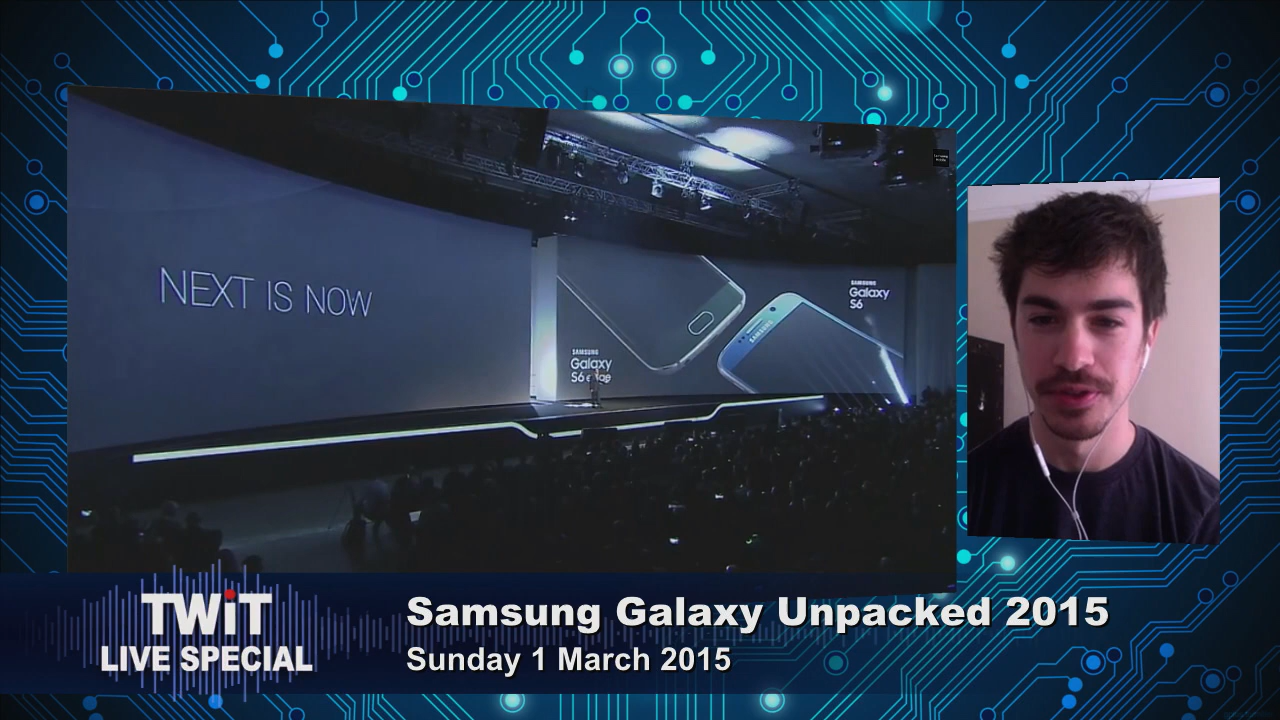 NEXT IS NOW
SAMSUNG
Galaxy
S6 edge
SAMSUNG
SAMSUNG
Galaxy
S6
TWiT
LIVE SPECIAL
Samsung Galaxy Unpacked 2015
Sunday 1 March 2015